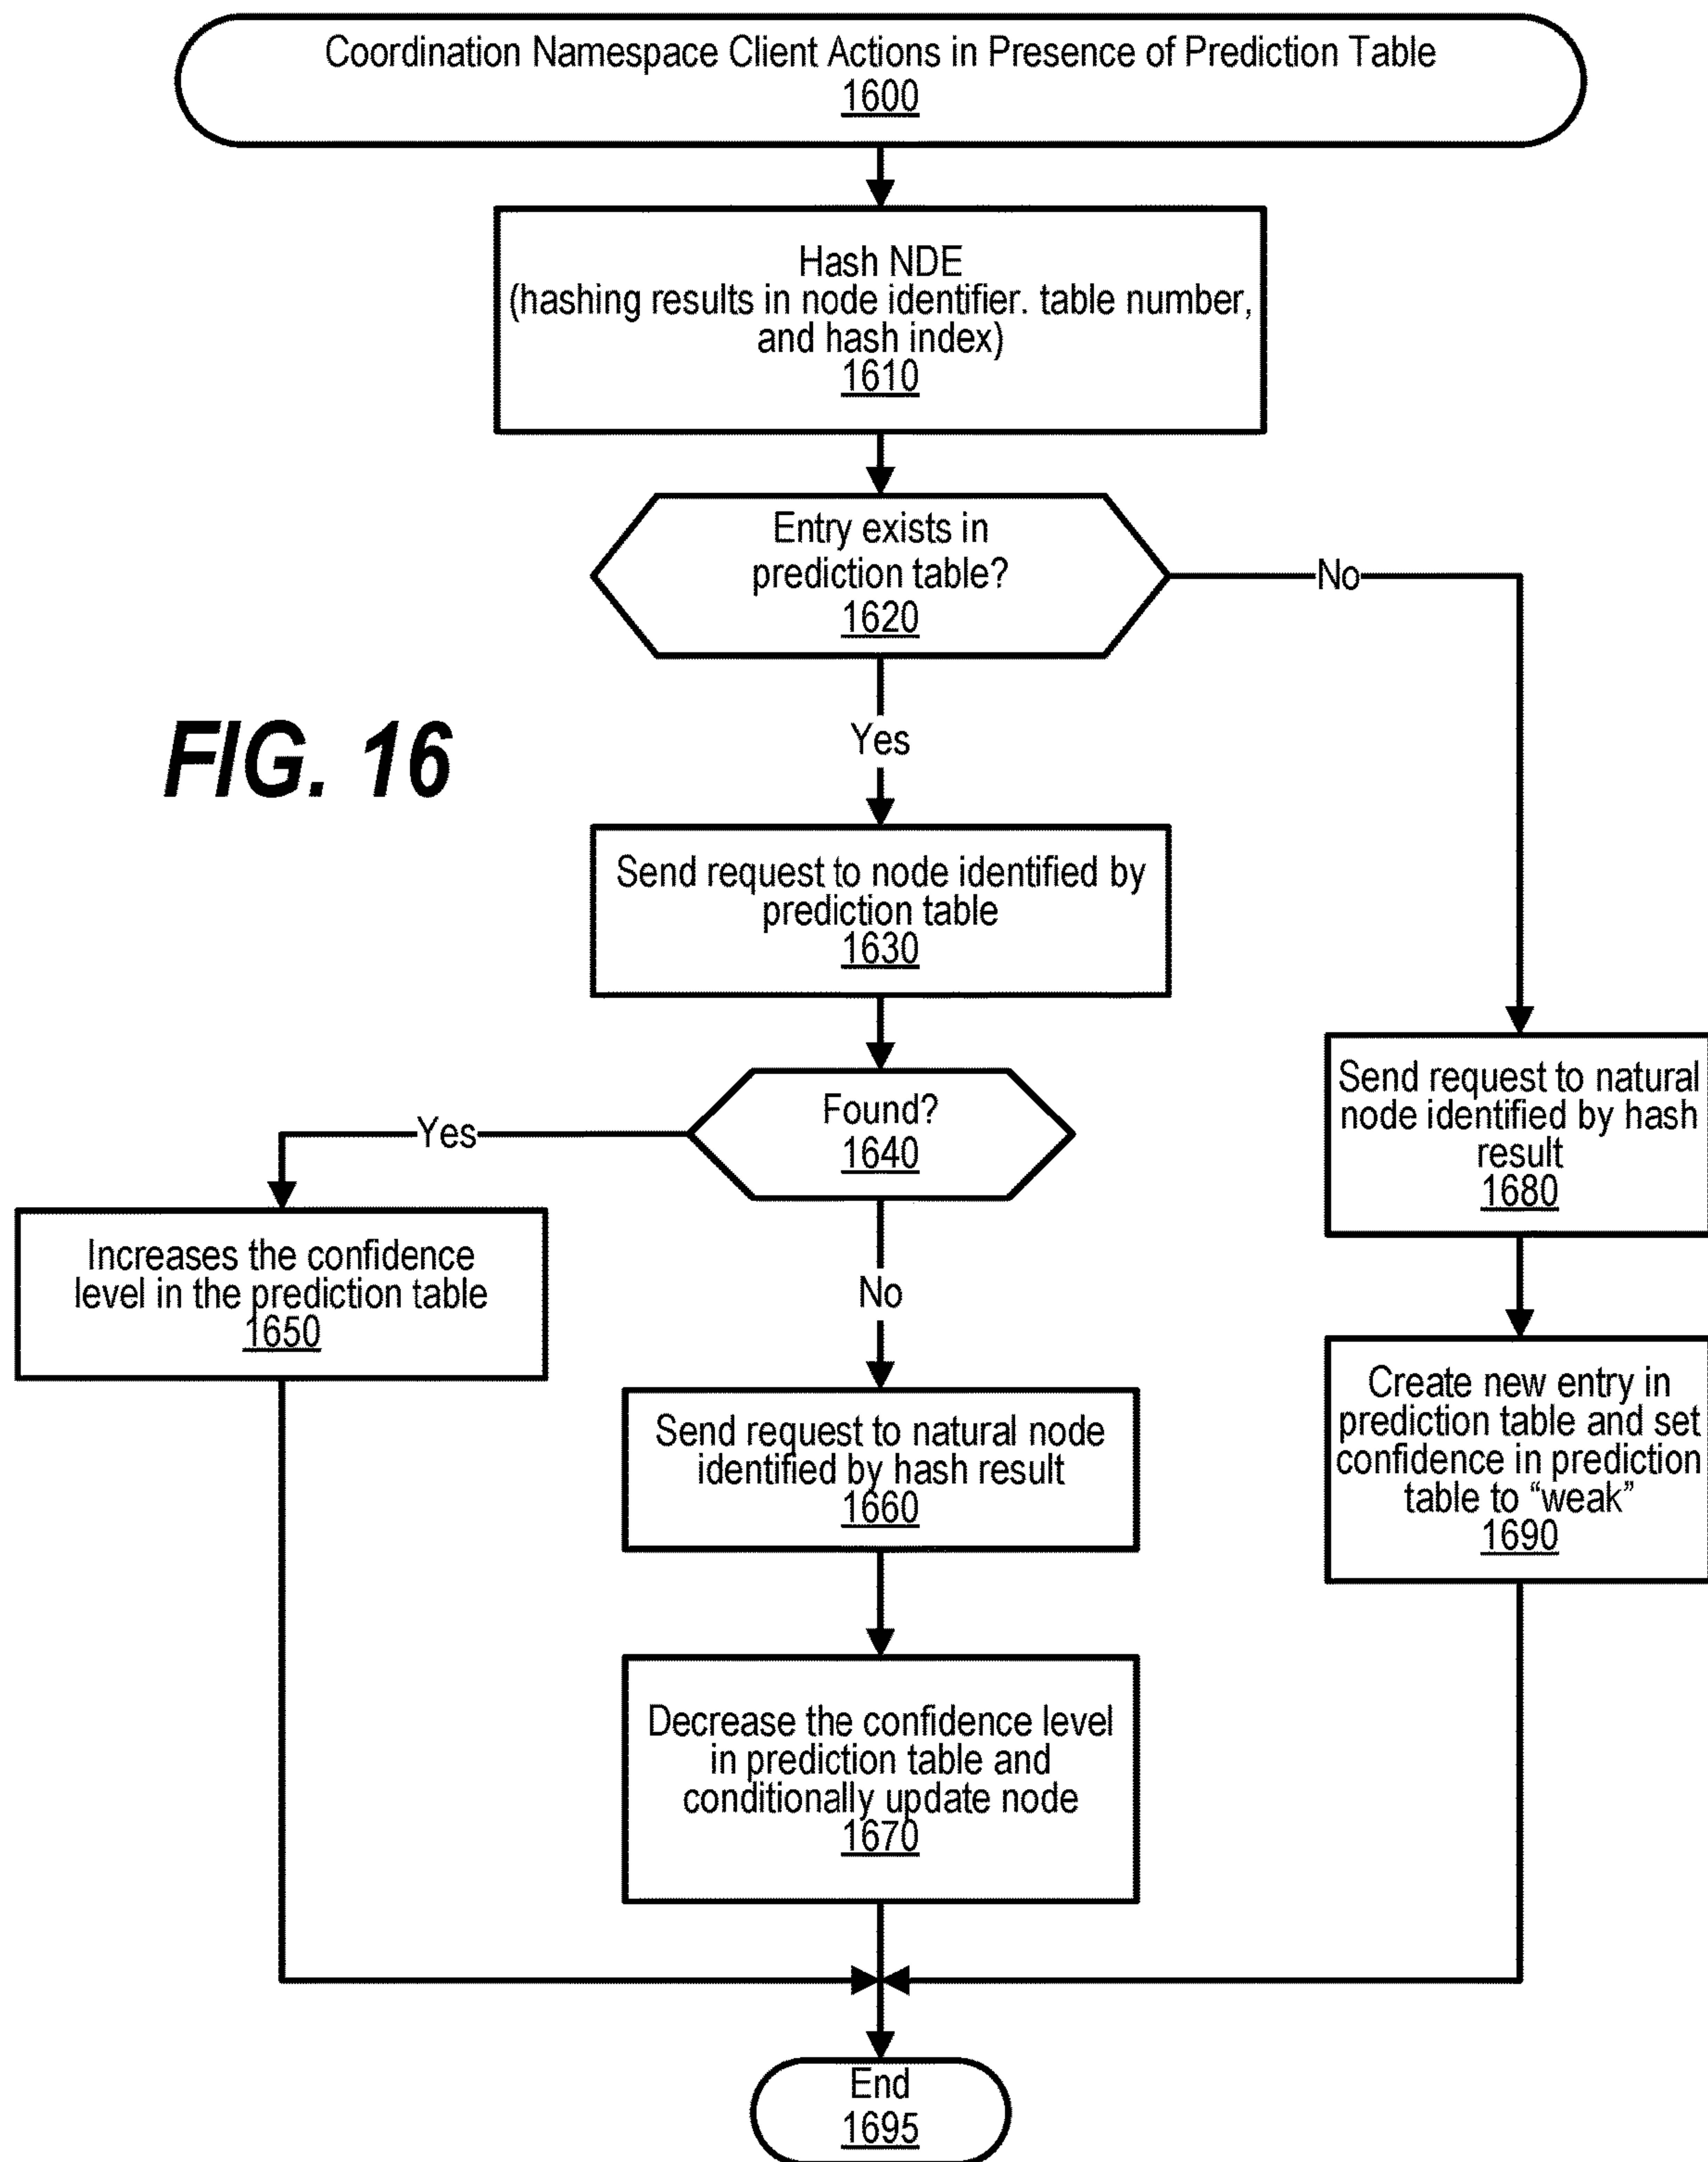 Coordination Namespace Client Actions in Presence of Prediction Table
1600
Hash NDE
(hashing results in node identifier. table number,
and hash index)
1610
Entry exists in
prediction table?
1620
No
Yes
FIG. 16
Send request to node identified by
prediction table
1630
Found?
1640
Yes
No
Increases the confidence
level in the prediction table
1650
Send request to natural node
identified by hash result
1660
Decrease the confidence level
in prediction table and
conditionally update node
1670
Send request to natural
node identified by hash
result
1680
Create new entry in
prediction table and set
confidence in prediction
table to “weak”
1690
End
1695